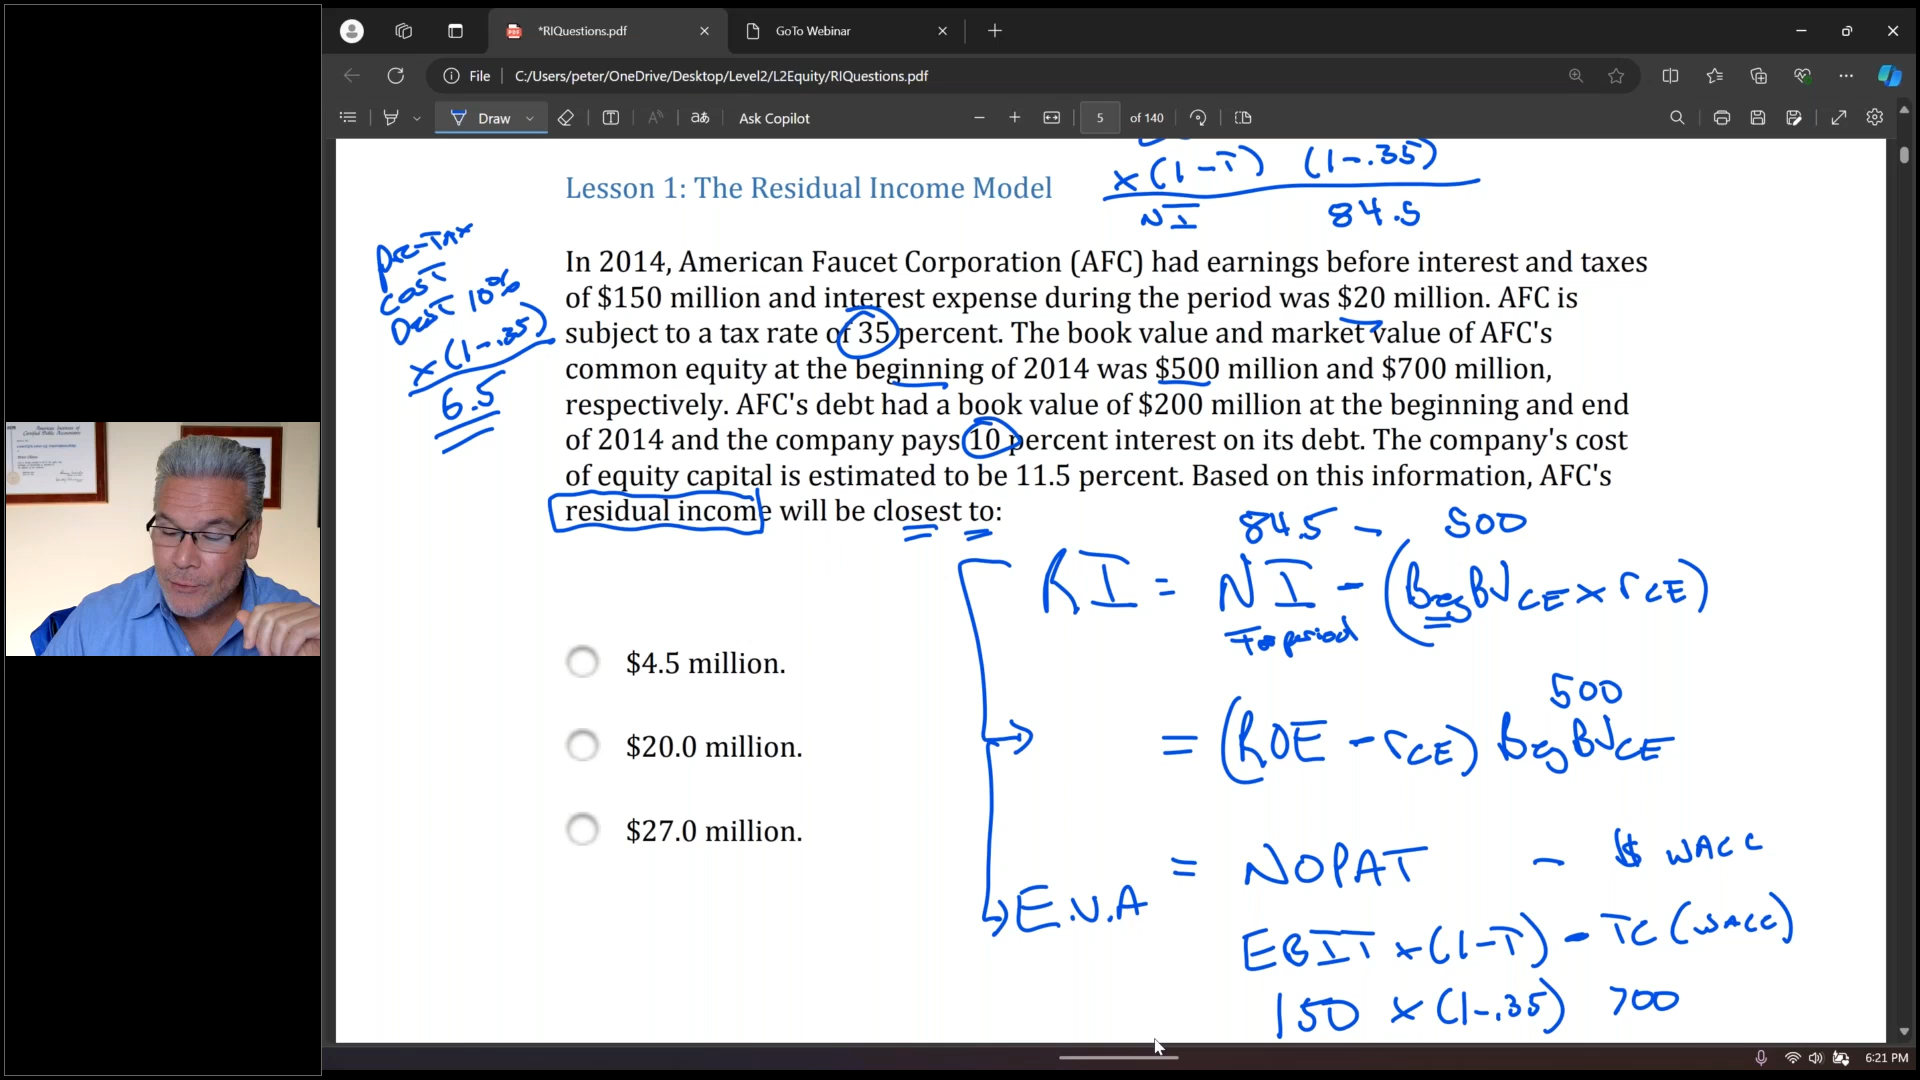 *RIQuestions.pdf
GoTo Webinar
File
C:/Users/peter/OneDrive/Desktop/Level2/L2Equity/RIQuestions.pdf
Draw
aあ
Ask Copilot
5
of 140
x (1-T) (1-.35)
NI 84.5
Lesson 1: The Residual Income Model
Pre-Tax
Cost
Debt 10%
x (1-.35)
6.5
In 2014, American Faucet Corporation (AFC) had earnings before interest and taxes
of $150 million and interest expense during the period was $20 million. AFC is
subject to a tax rate of 35 percent. The book value and market value of AFC's
common equity at the beginning of 2014 was $500 million and $700 million,
respectively. AFC's debt had a book value of $200 million at the beginning and end
of 2014 and the company pays 10 percent interest on its debt. The company's cost
of equity capital is estimated to be 11.5 percent. Based on this information, AFC's
residual income will be closest to:
84.5 - 500
RI = NI - (BegBVCE x rCE)
For period
500
= (ROE - rCE) BegBVCE
$4.5 million.
$20.0 million.
$27.0 million.
= NOPAT - $ WACC
E.V.A
EBIT x (1-T) - TC (WACC)
150 x (1-.35) 700
6:21 PM